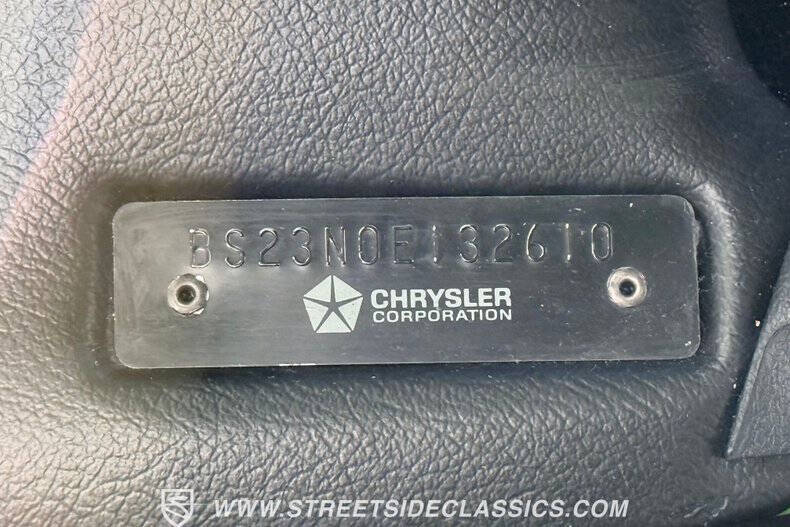 BS23N0E132610
CHRYSLER
CORPORATION
WWW.STREETSIDECLASSICS.COM